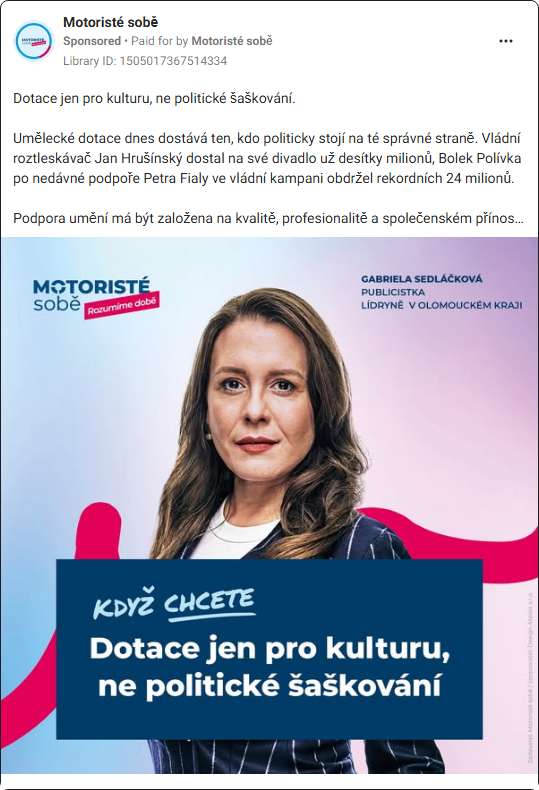 Motoristé sobě
Sponsored • Paid for by Motoristé sobě
Library ID: 1505017367514334
Dotace jen pro kulturu, ne politické šaškování.
Umělecké dotace dnes dostává ten, kdo politicky stojí na té správné straně. Vládní
roztleskávač Jan Hrušínský dostal na své divadlo už desítky milionů, Bolek Polívka
po nedávné podpoře Petra Fialy ve vládní kampani obdržel rekordních 24 milionů.
Podpora umění má být založena na kvalitě, profesionalitě a společenském přínos...
MOTORISTÉ
sobě
Rozumíme době
GABRIELA SEDLÁČKOVÁ
PUBLICISTKA
LÍDRYNĚ V OLOMOUCKÉM KRAJI
KDYŽ CHCETE
Dotace jen pro kulturu,
ne politické šaškování